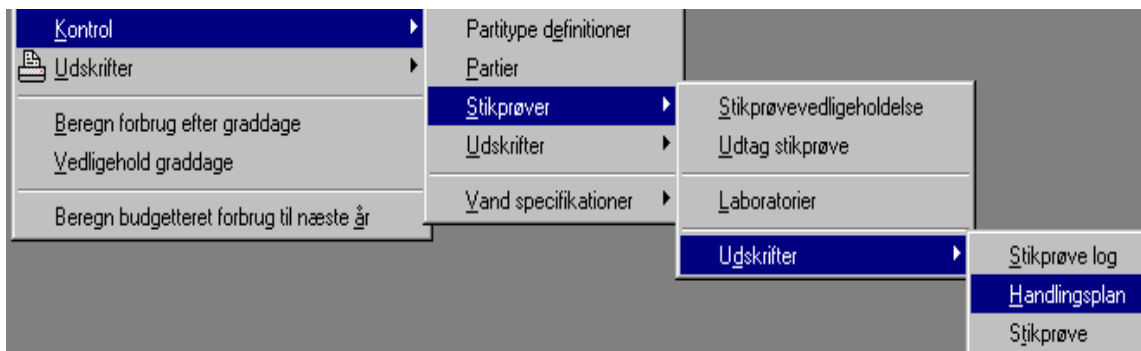 Kontrol
Udskrifter
Beregn forbrug efter graddage
Vedligehold graddage
Beregn budgetteret forbrug til næste år
Partitype definitioner
Partier
Stikprøver
Udskrifter
Vand specifikationer
Stikprøvevedligeholdelse
Udtag stikprøve
Laboratorier
Udskrifter
Stikprøve log
Handlingsplan
Stikprøve